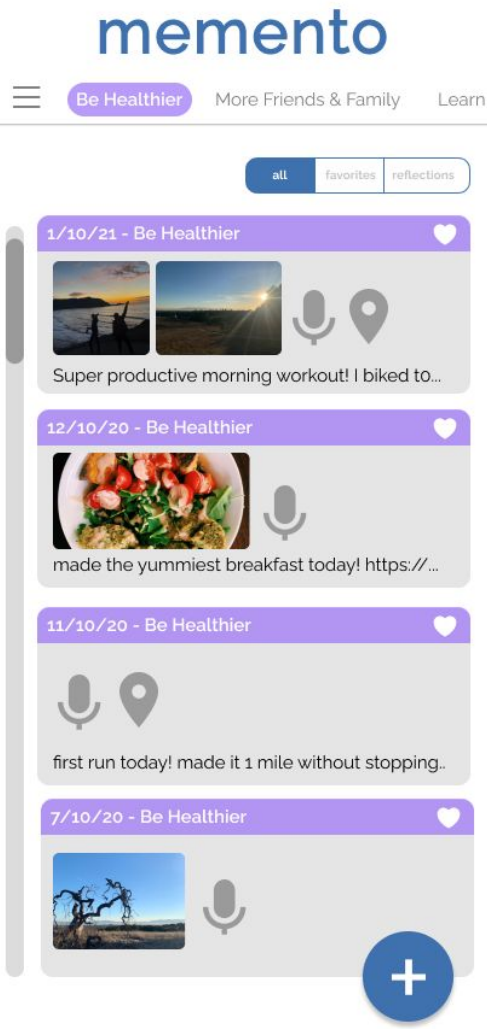 memento
Be Healthier More Friends & Family Learn
all favorites reflections
1/10/21 - Be Healthier
Super productive morning workout! I biked t0...
12/10/20 - Be Healthier
made the yummiest breakfast today! https://...
11/10/20 - Be Healthier
first run today! made it 1 mile without stopping..
7/10/20 - Be Healthier
+